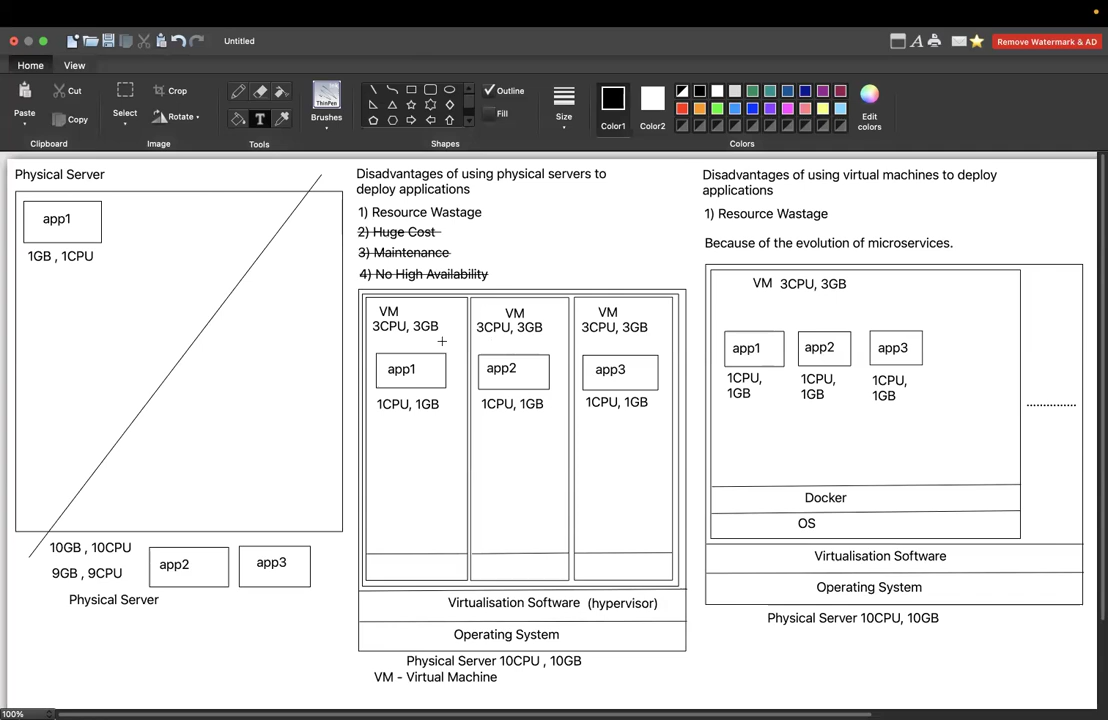 Untitled
Remove Watermark & AD
Home
View
Paste
Cut
Copy
Clipboard
Select
Crop
Rotate
Image
Tools
ThinPen
Brushes
Shapes
Outline
Fill
Size
Color1
Color2
Edit
colors
Colors
Physical Server
app1
1GB , 1CPU
10GB , 10CPU
9GB , 9CPU
app2
app3
Physical Server
Disadvantages of using physical servers to
deploy applications
1) Resource Wastage
2) Huge Cost
3) Maintenance
4) No High Availability
VM
3CPU, 3GB
app1
1CPU, 1GB
VM
3CPU, 3GB
app2
1CPU, 1GB
VM
3CPU, 3GB
app3
1CPU, 1GB
Virtualisation Software (hypervisor)
Operating System
Physical Server 10CPU , 10GB
VM - Virtual Machine
Disadvantages of using virtual machines to deploy
applications
1) Resource Wastage
Because of the evolution of microservices.
VM 3CPU, 3GB
app1
1CPU,
1GB
app2
1CPU,
1GB
app3
1CPU,
1GB
Docker
OS
Virtualisation Software
Operating System
Physical Server 10CPU, 10GB
100%